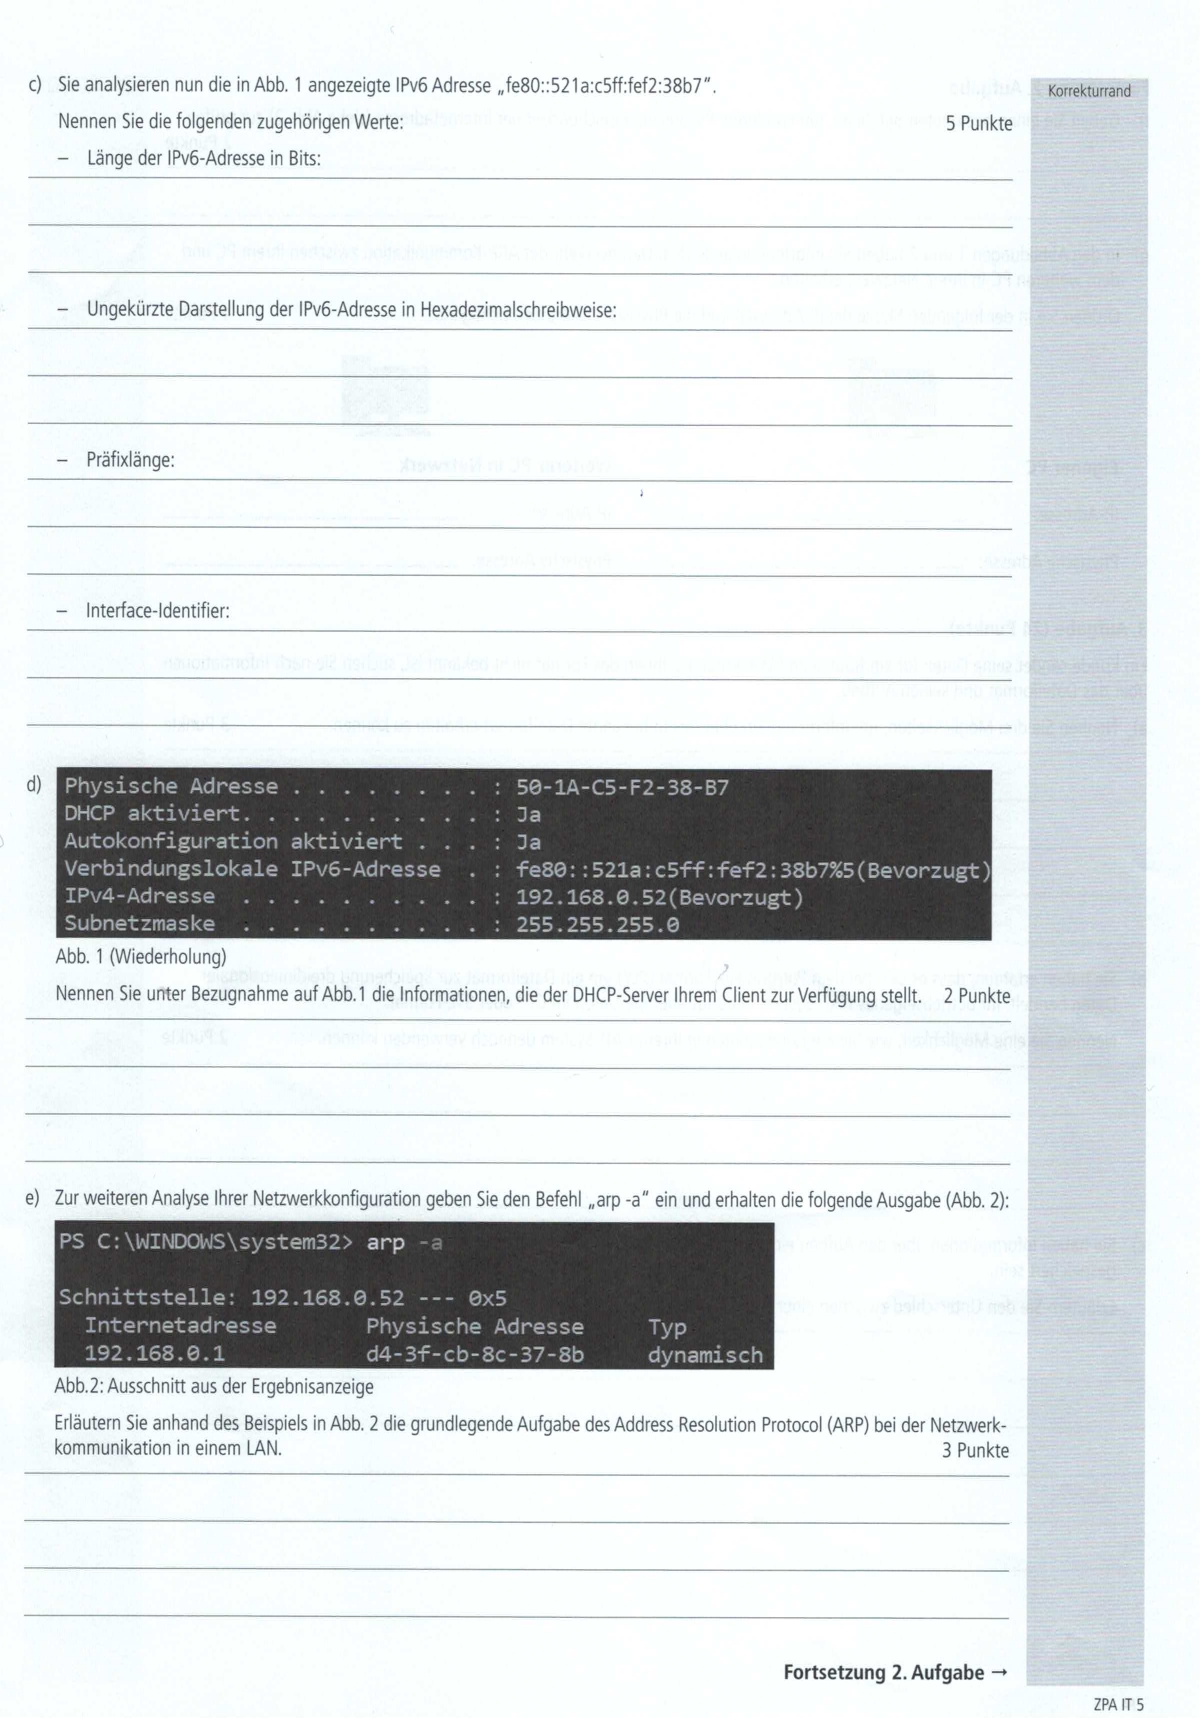 c) Sie analysieren nun die in Abb. 1 angezeigte IPv6 Adresse „fe80::521a:c5ff:fef2:38b7“.
Korrekturrand
Nennen Sie die folgenden zugehörigen Werte: 5 Punkte
– Länge der IPv6-Adresse in Bits:
– Ungekürzte Darstellung der IPv6-Adresse in Hexadezimalschreibweise:
– Präfixlänge:
– Interface-Identifier:
d)
Physische Adresse . . . . . . . . : 50-1A-C5-F2-38-B7
DHCP aktiviert. . . . . . . . . . : Ja
Autokonfiguration aktiviert . . . : Ja
Verbindungslokale IPv6-Adresse . : fe80::521a:c5ff:fef2:38b7%5(Bevorzugt)
IPv4-Adresse . . . . . . . . . . : 192.168.0.52(Bevorzugt)
Subnetzmaske . . . . . . . . . . : 255.255.255.0
Abb. 1 (Wiederholung)
Nennen Sie unter Bezugnahme auf Abb.1 die Informationen, die der DHCP-Server Ihrem Client zur Verfügung stellt. 2 Punkte
e) Zur weiteren Analyse Ihrer Netzwerkkonfiguration geben Sie den Befehl „arp -a“ ein und erhalten die folgende Ausgabe (Abb. 2):
PS C:\WINDOWS\system32> arp -a
Schnittstelle: 192.168.0.52 --- 0x5
Internetadresse Physische Adresse Typ
192.168.0.1 d4-3f-cb-8c-37-8b dynamisch
Abb.2: Ausschnitt aus der Ergebnisanzeige
Erläutern Sie anhand des Beispiels in Abb. 2 die grundlegende Aufgabe des Address Resolution Protocol (ARP) bei der Netzwerk-
kommunikation in einem LAN. 3 Punkte
Fortsetzung 2. Aufgabe →
ZPA IT 5